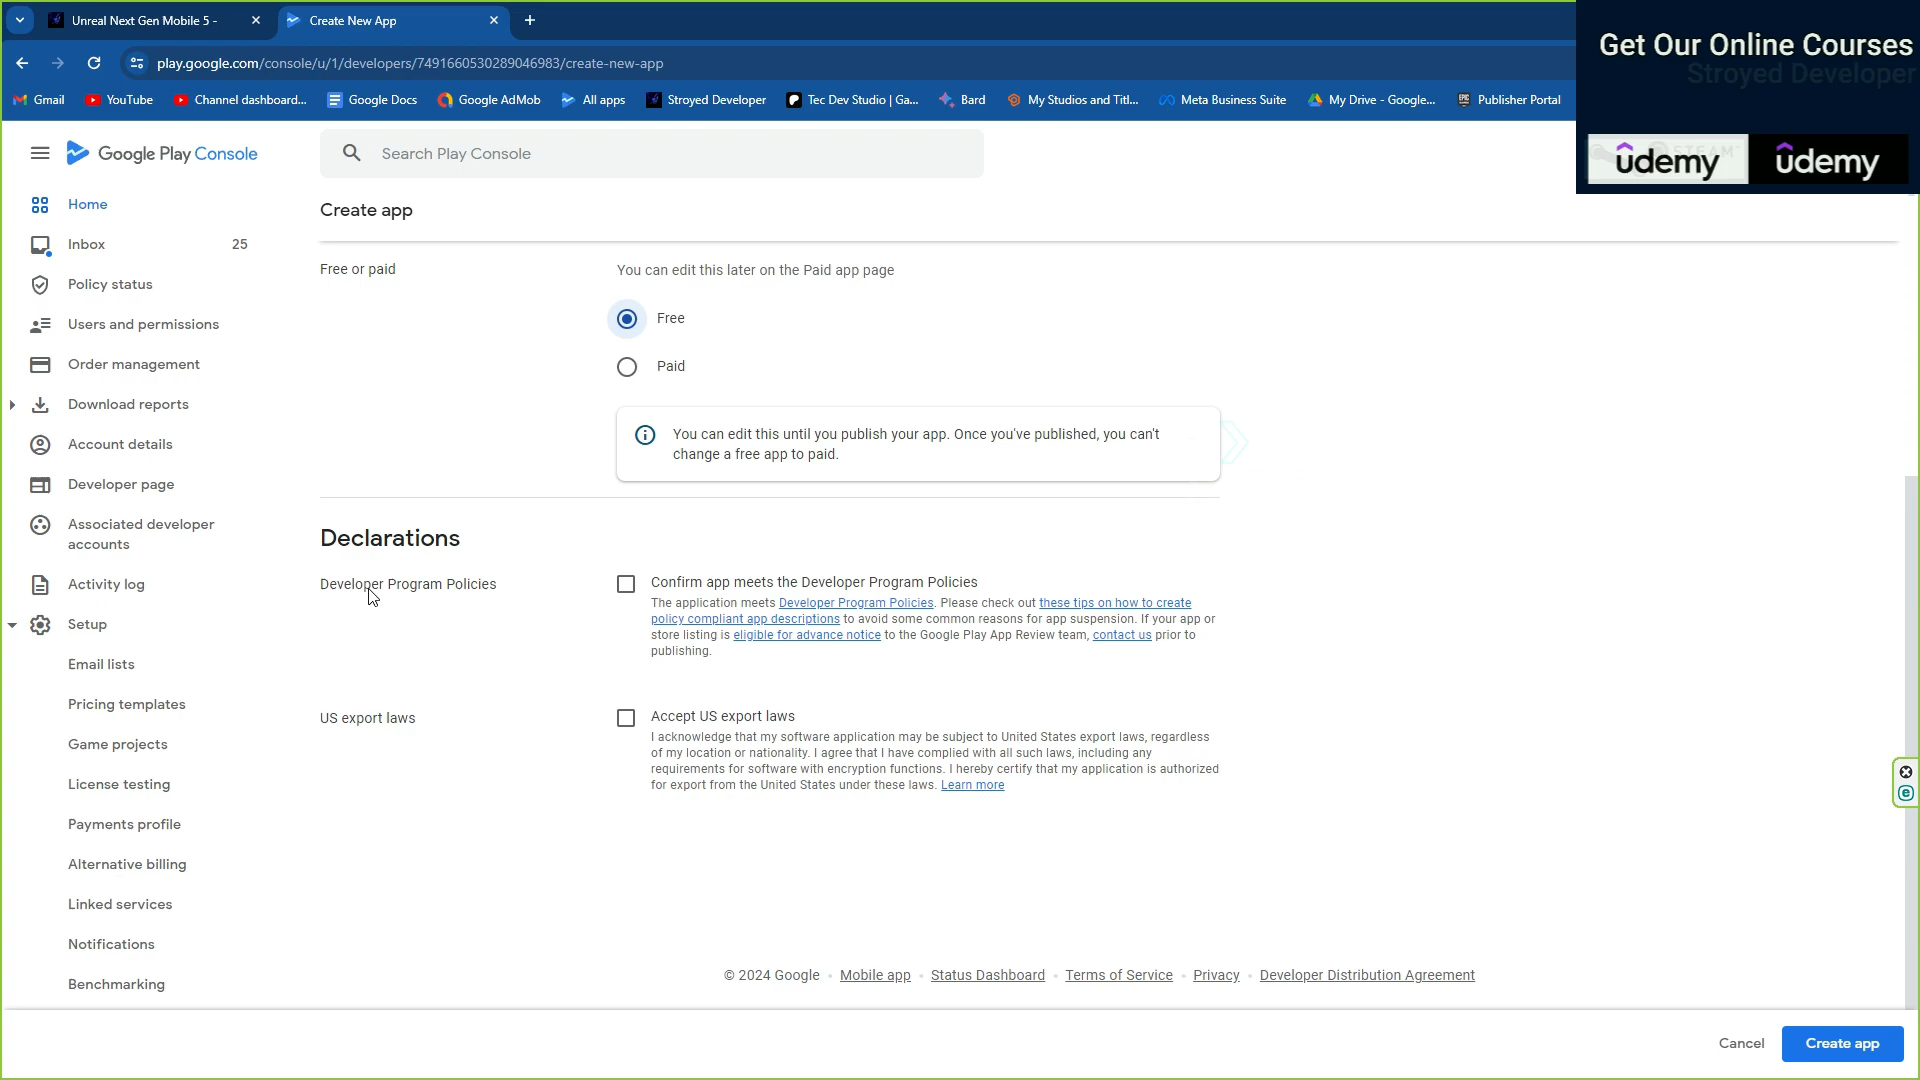 Unreal Next Gen Mobile 5 -
Create New App
play.google.com/console/u/1/developers/7491660530289046983/create-new-app
Gmail
YouTube
Channel dashboard...
Google Docs
Google AdMob
All apps
Stroyed Developer
Tec Dev Studio | Ga...
Bard
My Studios and Titl...
Meta Business Suite
My Drive - Google...
Publisher Portal
Get Our Online Courses
Stroyed Developer
STEAM
udemy
udemy
Google Play Console
Search Play Console
Home
Inbox 25
Policy status
Users and permissions
Order management
Download reports
Account details
Developer page
Associated developer
accounts
Activity log
Setup
Email lists
Pricing templates
Game projects
License testing
Payments profile
Alternative billing
Linked services
Notifications
Benchmarking
Create app
Free or paid
You can edit this later on the Paid app page
Free
Paid
You can edit this until you publish your app. Once you've published, you can't
change a free app to paid.
Declarations
Developer Program Policies
Confirm app meets the Developer Program Policies
The application meets Developer Program Policies. Please check out these tips on how to create
policy compliant app descriptions to avoid some common reasons for app suspension. If your app or
store listing is eligible for advance notice to the Google Play App Review team, contact us prior to
publishing.
US export laws
Accept US export laws
I acknowledge that my software application may be subject to United States export laws, regardless
of my location or nationality. I agree that I have complied with all such laws, including any
requirements for software with encryption functions. I hereby certify that my application is authorized
for export from the United States under these laws. Learn more
© 2024 Google • Mobile app • Status Dashboard • Terms of Service • Privacy • Developer Distribution Agreement
Cancel
Create app